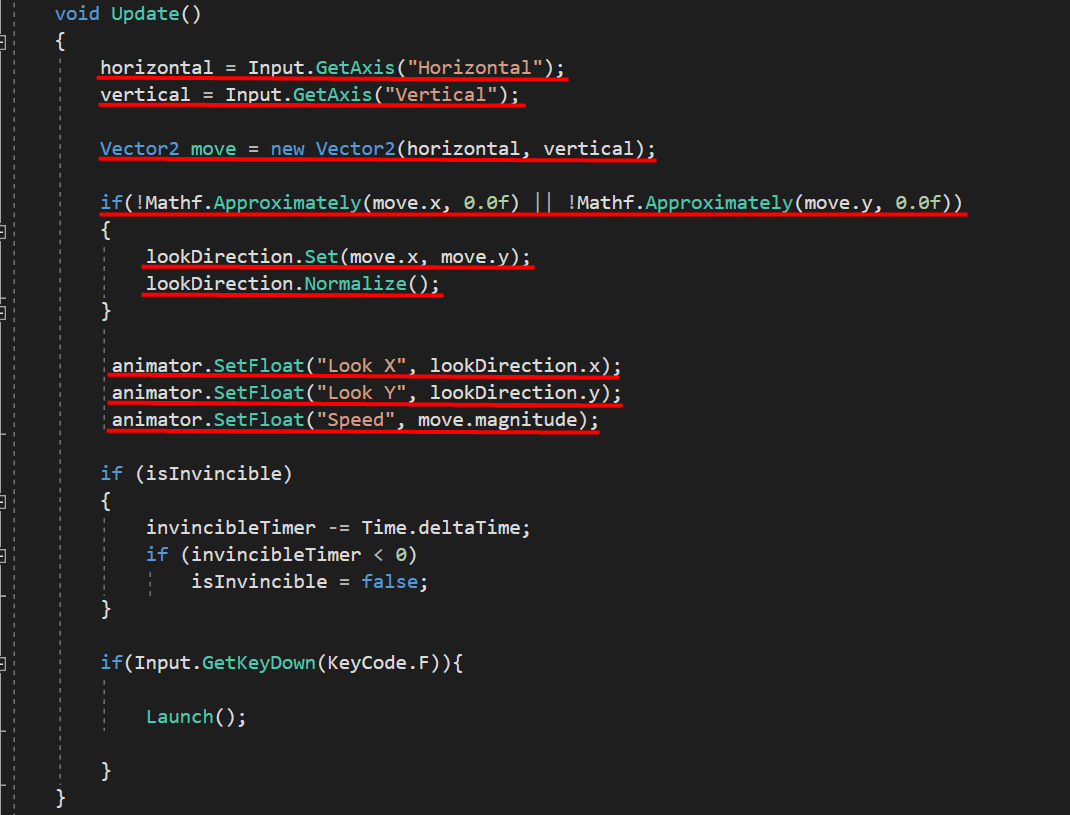 void Update()
{
horizontal = Input.GetAxis("Horizontal");
vertical = Input.GetAxis("Vertical");
Vector2 move = new Vector2(horizontal, vertical);
if(!Mathf.Approximately(move.x, 0.0f) || !Mathf.Approximately(move.y, 0.0f))
{
lookDirection.Set(move.x, move.y);
lookDirection.Normalize();
}
animator.SetFloat("Look X", lookDirection.x);
animator.SetFloat("Look Y", lookDirection.y);
animator.SetFloat("Speed", move.magnitude);
if (isInvincible)
{
invincibleTimer -= Time.deltaTime;
if (invincibleTimer < 0)
isInvincible = false;
}
if(Input.GetKeyDown(KeyCode.F)){
Launch();
}
}